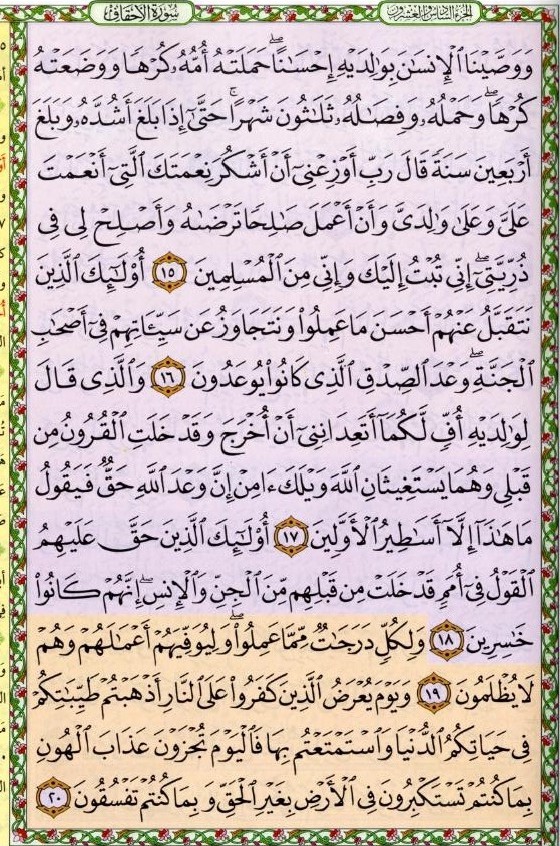 الجزء السادس والعشرون
سورة الأحقاف
وَوَصَّيْنَا ٱلْإِنسَٰنَ بِوَٰلِدَيْهِ إِحْسَٰنًا ۖ حَمَلَتْهُ أُمُّهُۥ كُرْهًا وَوَضَعَتْهُ
كُرْهًا ۖ وَحَمْلُهُۥ وَفِصَٰلُهُۥ ثَلَٰثُونَ شَهْرًا ۚ حَتَّىٰٓ إِذَا بَلَغَ أَشُدَّهُۥ وَبَلَغَ
أَرْبَعِينَ سَنَةً قَالَ رَبِّ أَوْزِعْنِىٓ أَنْ أَشْكُرَ نِعْمَتَكَ ٱلَّتِىٓ أَنْعَمْتَ
عَلَىَّ وَعَلَىٰ وَٰلِدَىَّ وَأَنْ أَعْمَلَ صَٰلِحًا تَرْضَىٰهُ وَأَصْلِحْ لِى فِى
ذُرِّيَّتِىٓ ۖ إِنِّى تُبْتُ إِلَيْكَ وَإِنِّى مِنَ ٱلْمُسْلِمِينَ ١٥ أُو۟لَٰٓئِكَ ٱلَّذِينَ
نَتَقَبَّلُ عَنْهُمْ أَحْسَنَ مَا عَمِلُوا۟ وَنَتَجَاوَزُ عَن سَيِّـَٔاتِهِمْ فِىٓ أَصْحَٰبِ
ٱلْجَنَّةِ ۖ وَعْدَ ٱلصِّدْقِ ٱلَّذِى كَانُوا۟ يُوعَدُونَ ١٦ وَٱلَّذِى قَالَ
لِوَٰلِدَيْهِ أُفٍّ لَّكُمَآ أَتَعِدَانِنِىٓ أَنْ أُخْرَجَ وَقَدْ خَلَتِ ٱلْقُرُونُ مِن
قَبْلِى وَهُمَا يَسْتَغِيثَانِ ٱللَّهَ وَيْلَكَ ءَامِنْ إِنَّ وَعْدَ ٱللَّهِ حَقٌّ فَيَقُولُ
مَا هَٰذَآ إِلَّآ أَسَٰطِيرُ ٱلْأَوَّلِينَ ١٧ أُو۟لَٰٓئِكَ ٱلَّذِينَ حَقَّ عَلَيْهِمُ
ٱلْقَوْلُ فِىٓ أُمَمٍ قَدْ خَلَتْ مِن قَبْلِهِم مِّنَ ٱلْجِنِّ وَٱلْإِنسِ ۖ إِنَّهُمْ كَانُوا۟
خَٰسِرِينَ ١٨ وَلِكُلٍّ دَرَجَٰتٌ مِّمَّا عَمِلُوا۟ ۖ وَلِيُوَفِّيَهُمْ أَعْمَٰلَهُمْ وَهُمْ
لَا يُظْلَمُونَ ١٩ وَيَوْمَ يُعْرَضُ ٱلَّذِينَ كَفَرُوا۟ عَلَى ٱلنَّارِ أَذْهَبْتُمْ طَيِّبَٰتِكُمْ
فِى حَيَاتِكُمُ ٱلدُّنْيَا وَٱسْتَمْتَعْتُم بِهَا فَٱلْيَوْمَ تُجْزَوْنَ عَذَابَ ٱلْهُونِ
بِمَا كُنتُمْ تَسْتَكْبِرُونَ فِى ٱلْأَرْضِ بِغَيْرِ ٱلْحَقِّ وَبِمَا كُنتُمْ تَفْسُقُونَ ٢٠